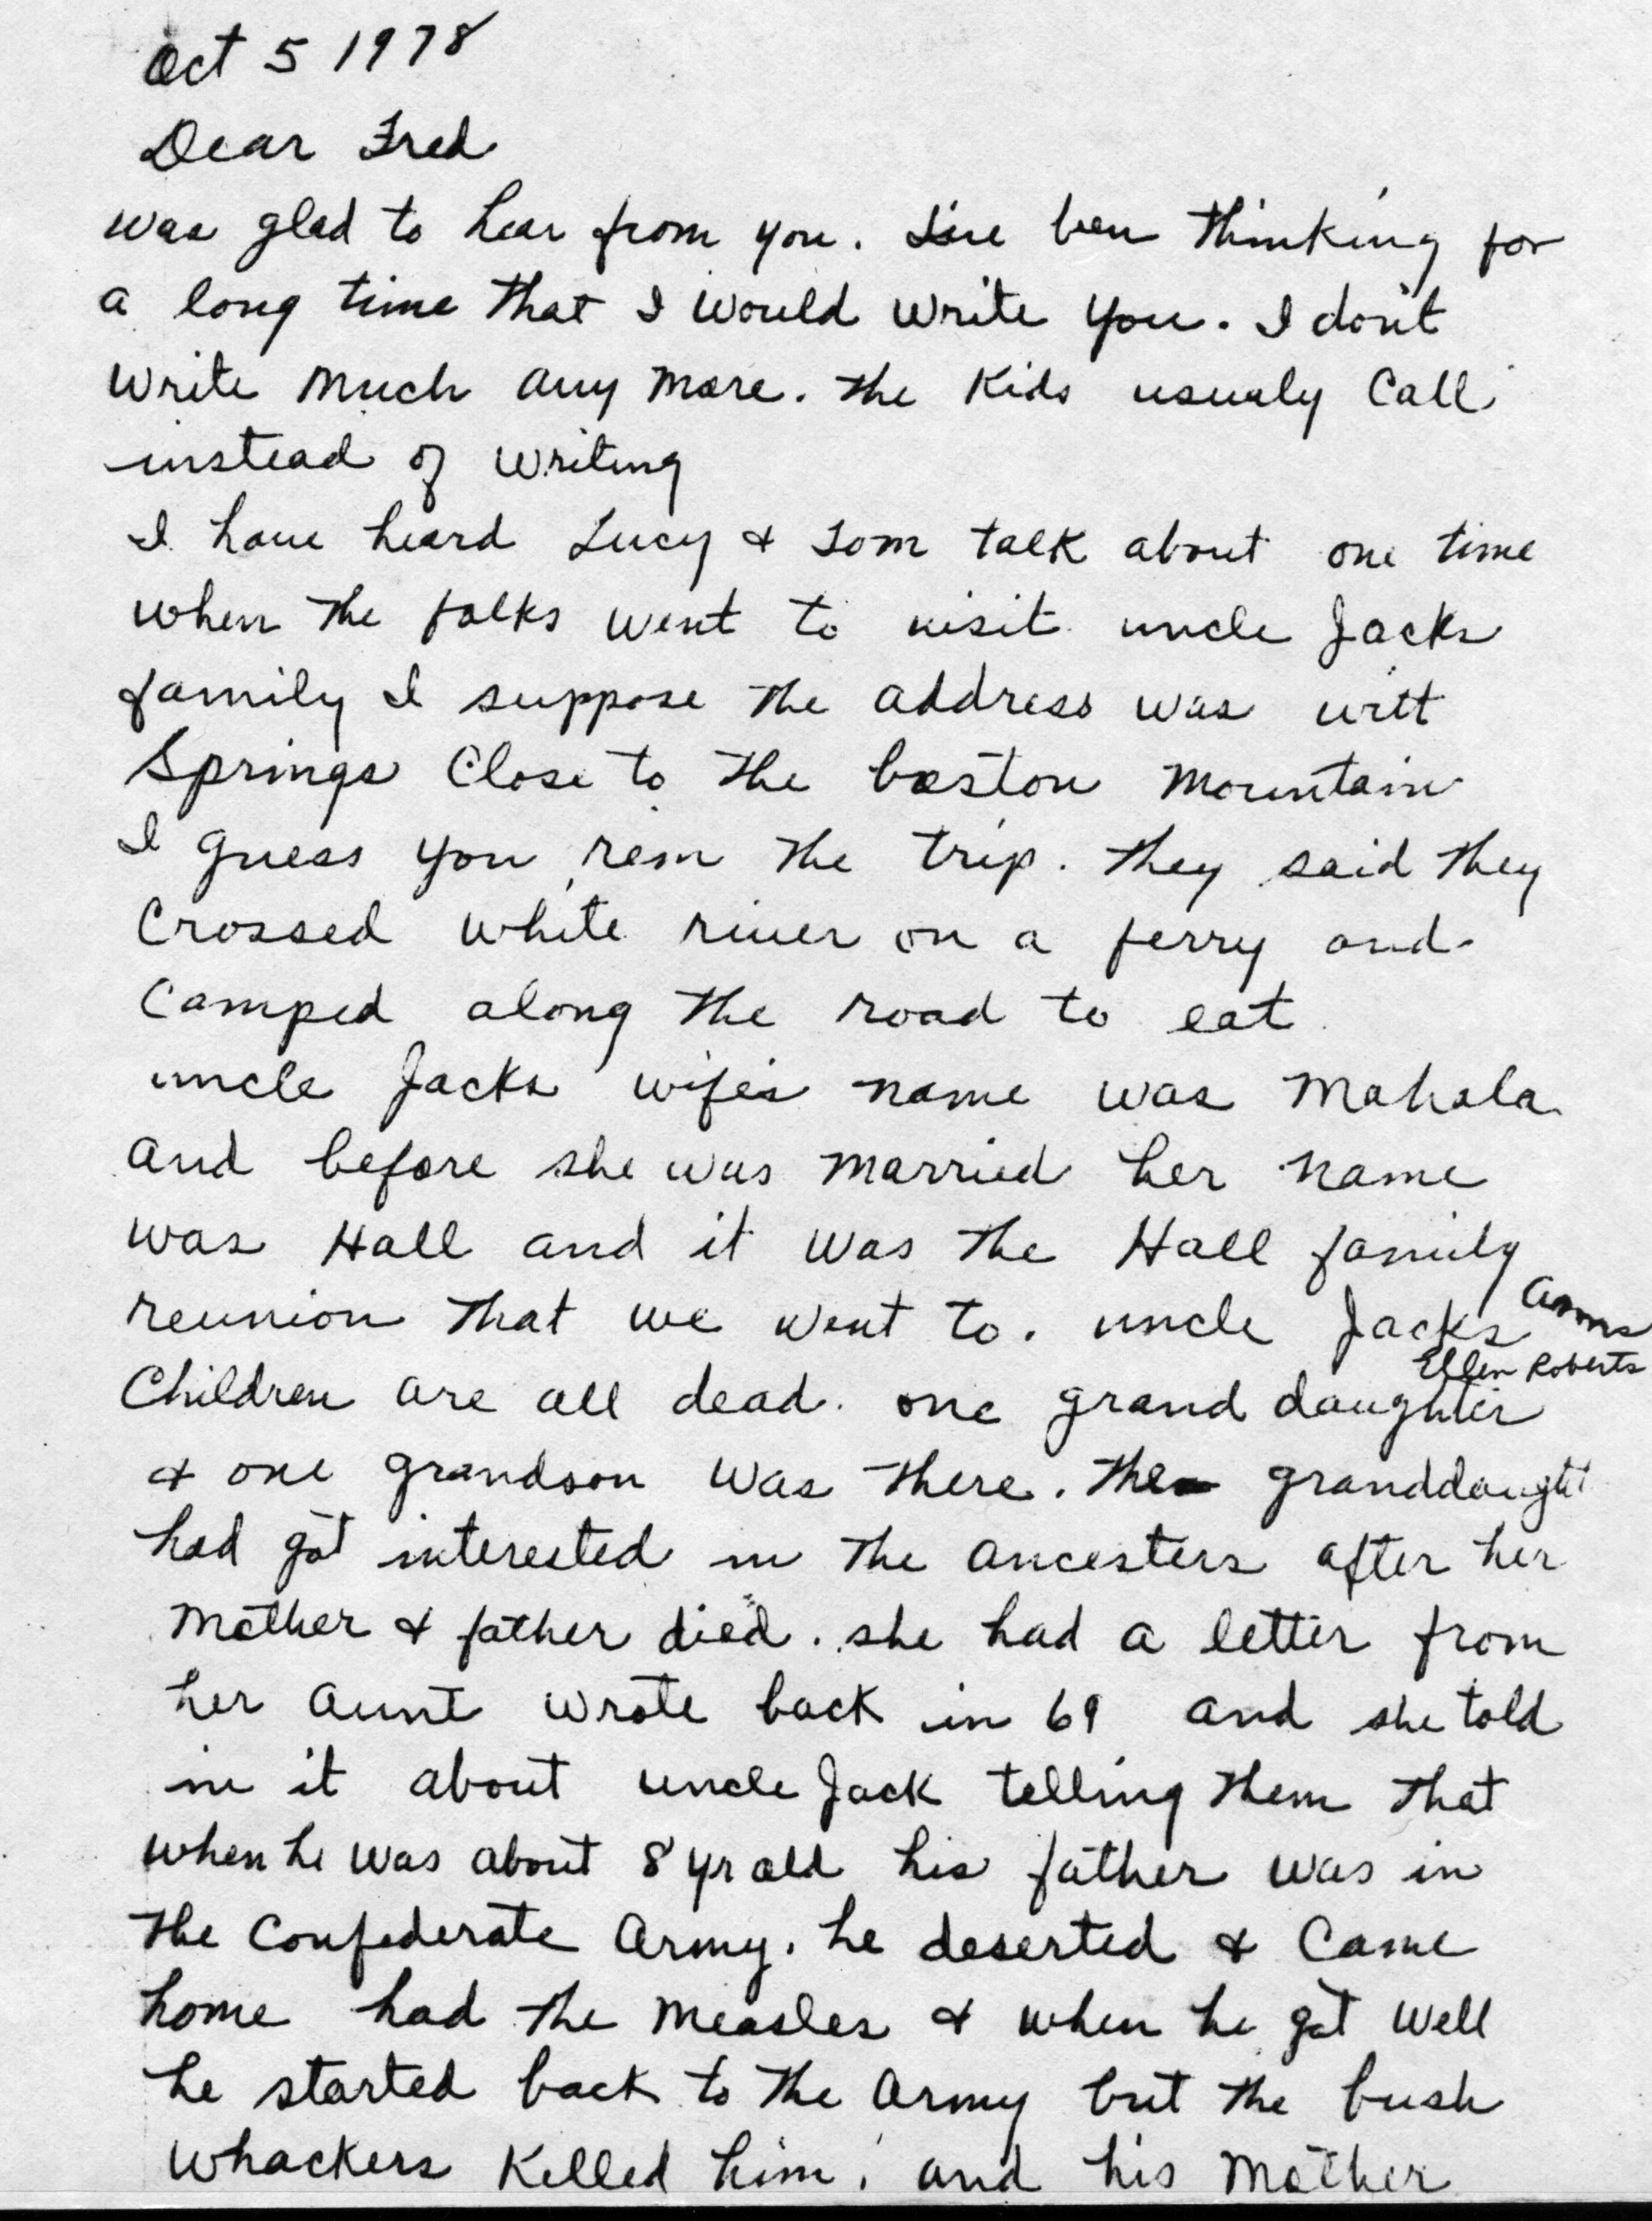 Oct 5 1978
Dear Fred
was glad to hear from you. I've ben thinking for
a long time that I would write you. I don't
write much any more. The Kids usualy Call
instead of writing
I have heard Lucy & Tom talk about one time
when the folks went to visit uncle Jacks
family I suppose the address was witt
Springs Close to the boston mountain
I guess you rem the trip. They said they
Crossed white river on a ferry and
Camped along the road to eat
uncle Jacks wife's name was Mahala
and before she was married her name
was Hall and it was the Hall family
reunion that we went to. uncle Jacks
Ellen Roberts
Children are all dead. one grand daughter
& one grandson was there. The granddaught
had got interested in the ancesters after her
mother & father died. she had a letter from
her aunt wrote back in 69 and she told
in it about uncle Jack telling them that
when he was about 8 yr old his father was in
the Confederate Army. he deserted & Came
home had the measles & when he got well
he started back to the Army but the bush
whackers Killed him. and his mother